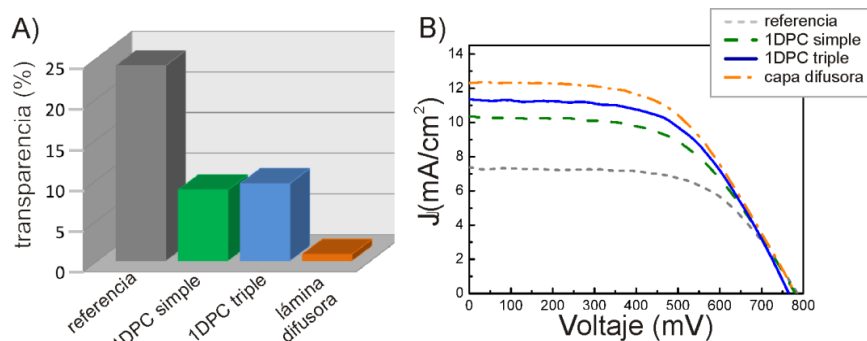 A)
transparencia (%)
25
20
15
10
5
0
referencia
1DPC simple
1DPC triple
lámina
difusora
B)
referencia
1DPC simple
1DPC triple
capa difusora
J(mA/cm²)
14
12
10
8
6
4
2
0
0 100 200 300 400 500 600 700 800
Voltaje (mV)